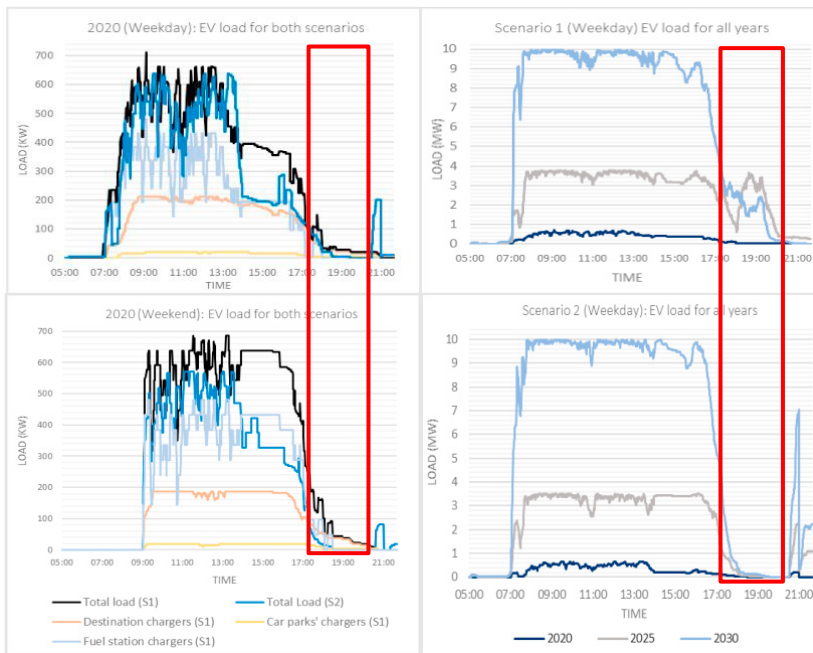 2020 (Weekday): EV load for both scenarios
700
600
500
400
300
200
100
0
LOAD (KW)
05:00 07:00 09:00 11:00 13:00 15:00 17:00 19:00 21:00
TIME
Scenario 1 (Weekday) EV load for all years
10
9
8
7
6
5
4
3
2
1
0
LOAD (MW)
05:00 07:00 09:00 11:00 13:00 15:00 17:00 19:00 21:00
TIME
2020 (Weekend): EV load for both scenarios
700
600
500
400
300
200
100
0
LOAD (KW)
05:00 07:00 09:00 11:00 13:00 15:00 17:00 19:00 21:00
TIME
Total load (S1) Total Load (S2)
Destination chargers (S1) Car parks' chargers (S1)
Fuel station chargers (S1)
Scenario 2 (Weekday): EV load for all years
10
9
8
7
6
5
4
3
2
1
0
LOAD (MW)
05:00 07:00 09:00 11:00 13:00 15:00 17:00 19:00 21:00
TIME
2020 2025 2030